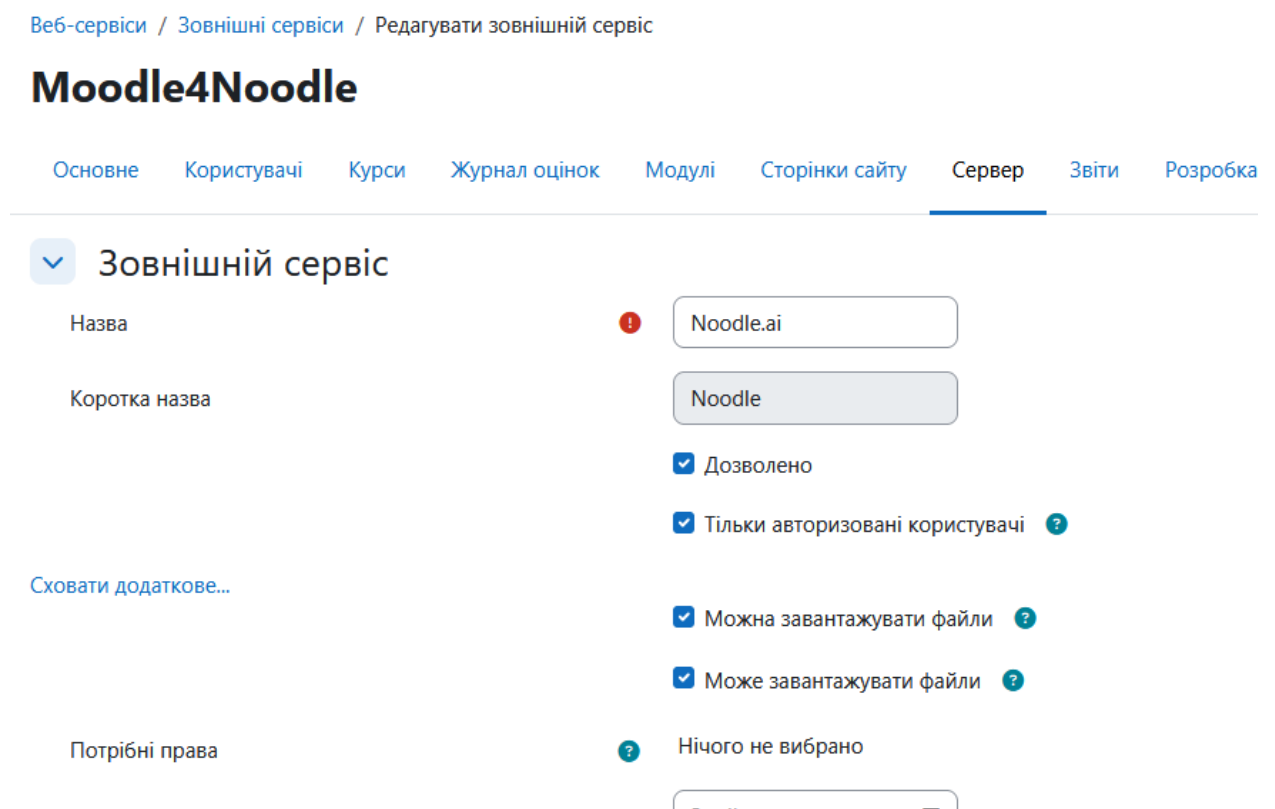 Веб-сервіси / Зовнішні сервіси / Редагувати зовнішній сервіс
Moodle4Noodle
Основне Користувачі Курси Журнал оцінок Модулі Сторінки сайту Сервер Звіти Розробка
Зовнішній сервіс
Назва Noodle.ai
Коротка назва Noodle
Дозволено
Тільки авторизовані користувачі
Сховати додаткове...
Можна завантажувати файли
Може завантажувати файли
Потрібні права Нічого не вибрано